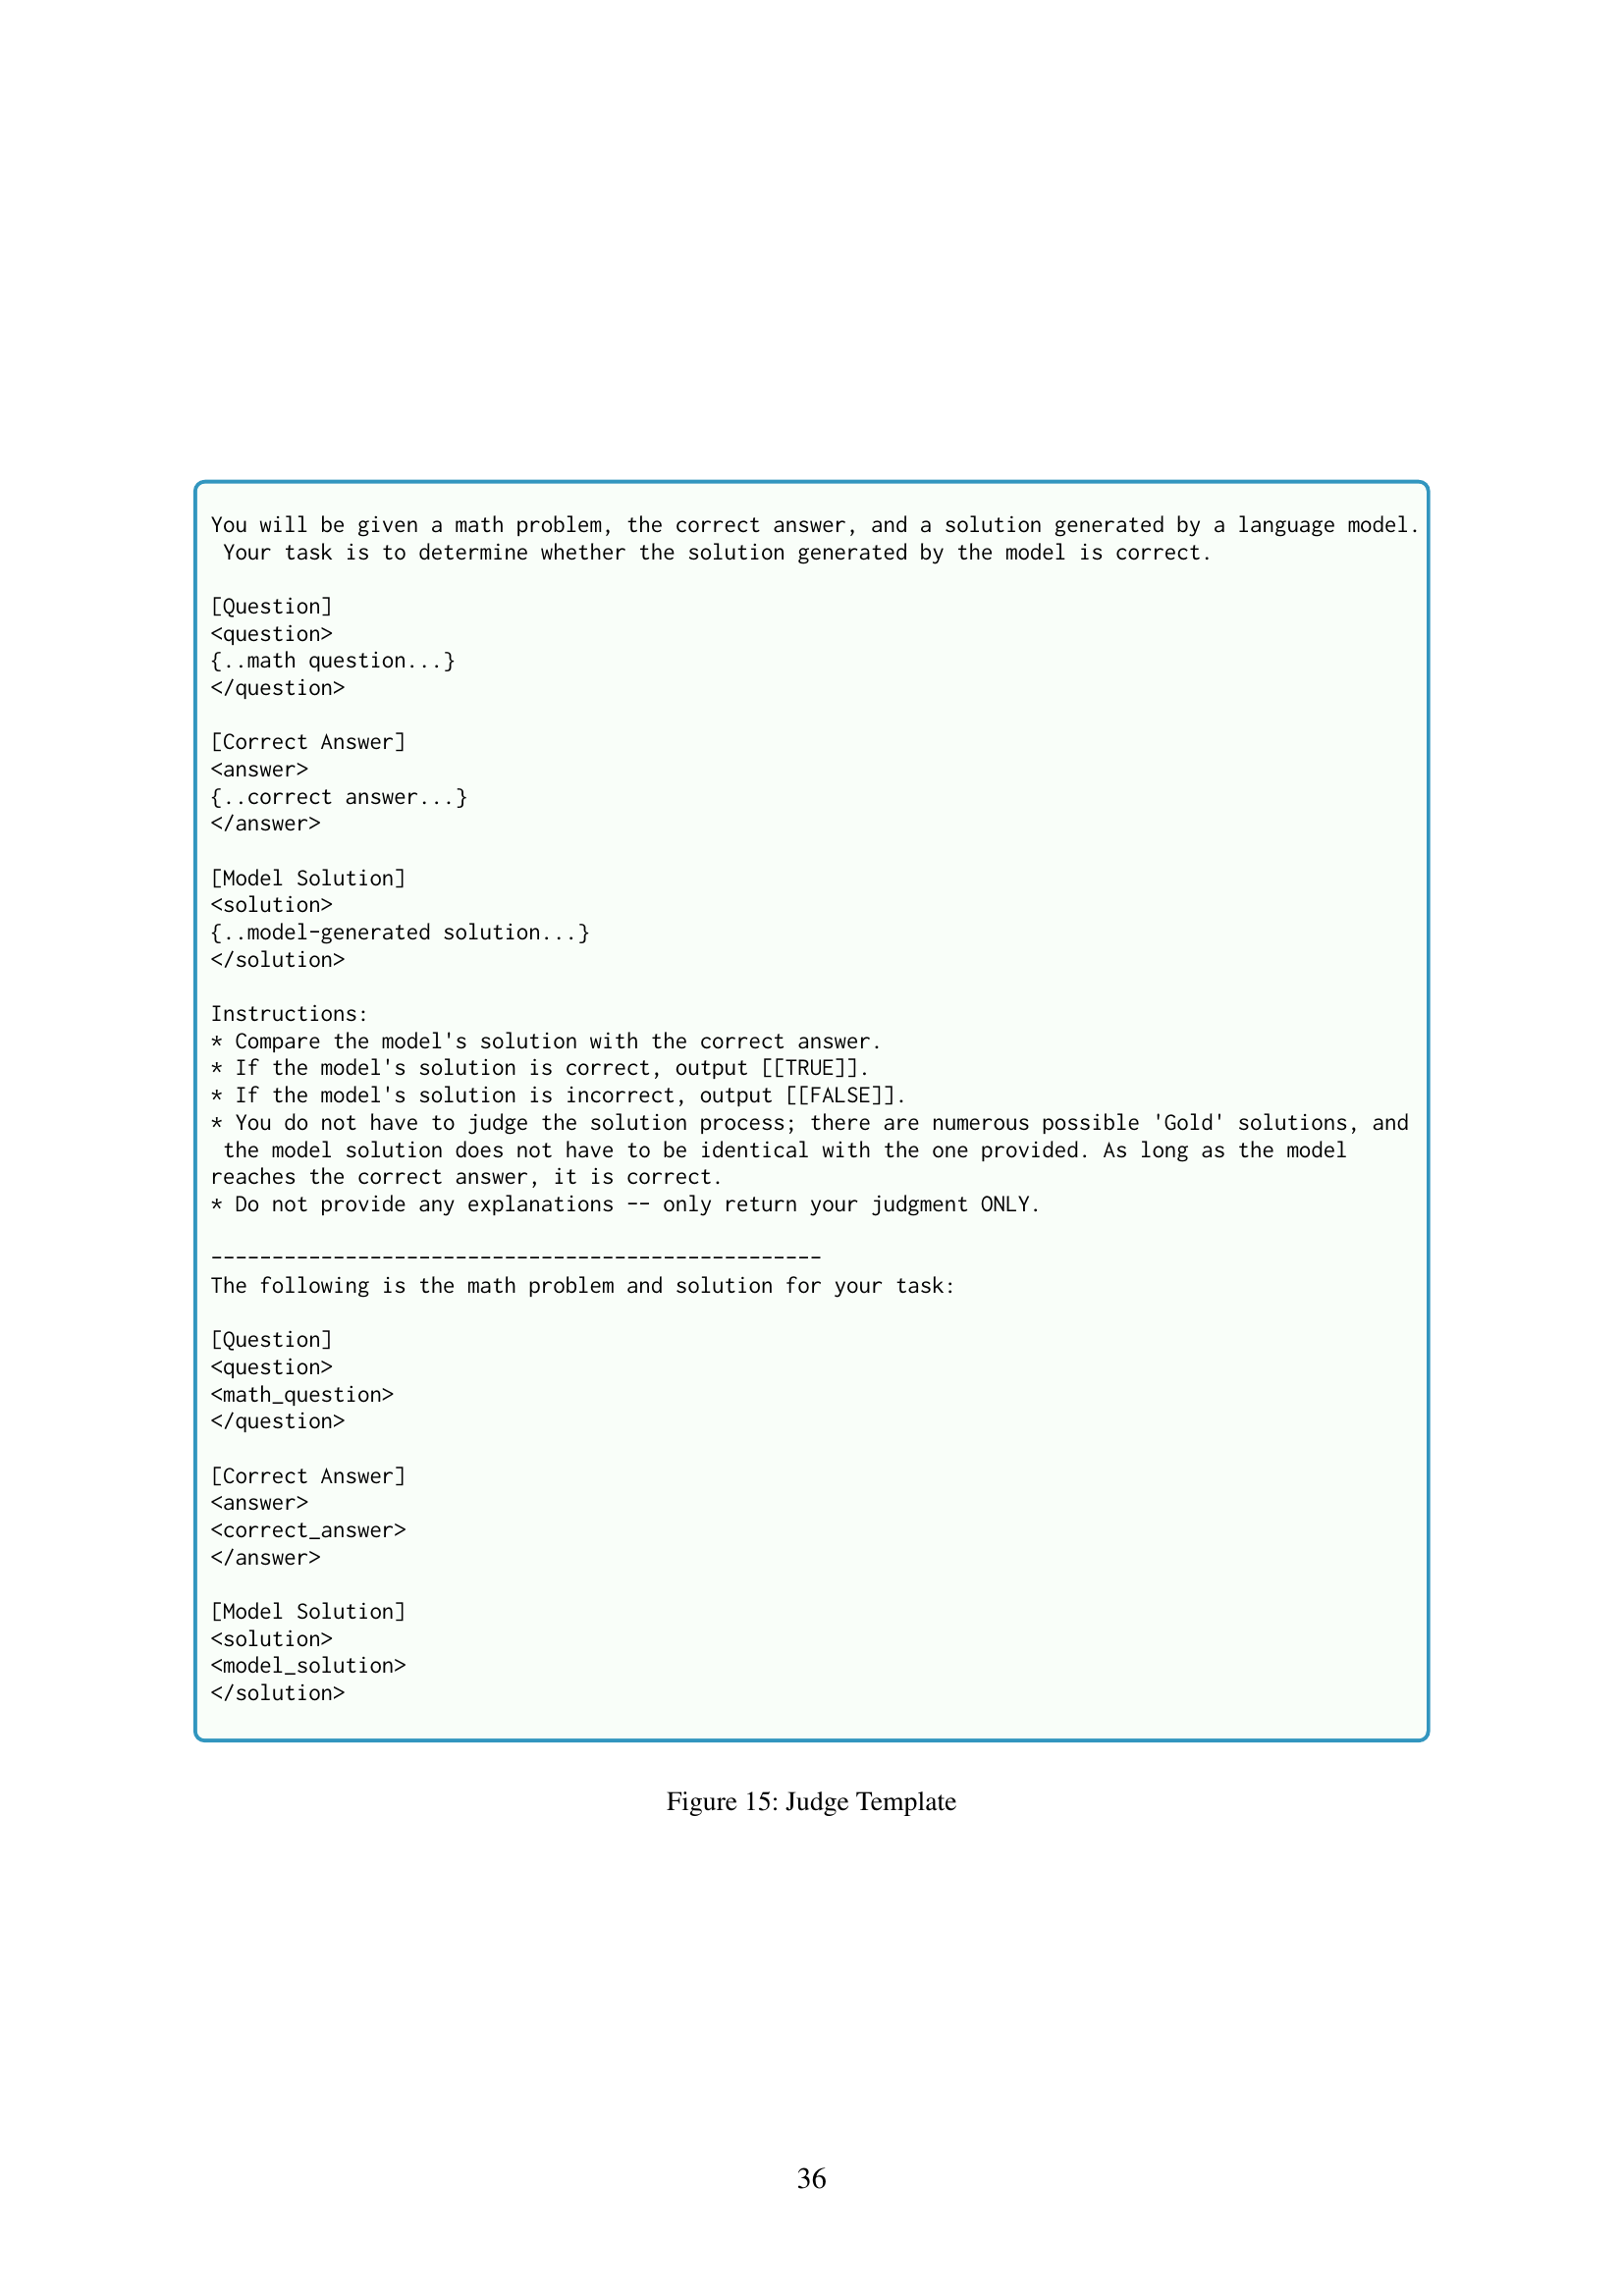 You will be given a math problem, the correct answer, and a solution generated by a language model.
Your task is to determine whether the solution generated by the model is correct.
[Question]
<question>
{..math question...}
</question>
[Correct Answer]
<answer>
{..correct answer...}
</answer>
[Model Solution]
<solution>
{..model-generated solution...}
</solution>
Instructions:
* Compare the model's solution with the correct answer.
* If the model's solution is correct, output [[TRUE]].
* If the model's solution is incorrect, output [[FALSE]].
* You do not have to judge the solution process; there are numerous possible 'Gold' solutions, and
the model solution does not have to be identical with the one provided. As long as the model
reaches the correct answer, it is correct.
* Do not provide any explanations -- only return your judgment ONLY.
--------------------------------------------------
The following is the math problem and solution for your task:
[Question]
<question>
<math_question>
</question>
[Correct Answer]
<answer>
<correct_answer>
</answer>
[Model Solution]
<solution>
<model_solution>
</solution>
Figure 15: Judge Template
36